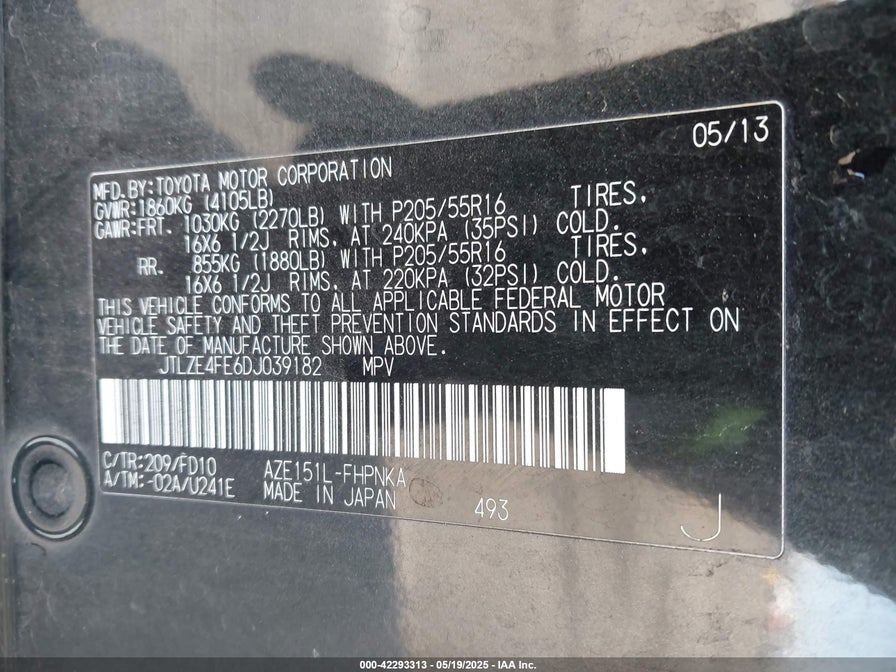 05/13
MFD.BY:TOYOTA MOTOR CORPORATION
GVWR:1860KG (4105LB)
GAWR:FRT. 1030KG (2270LB) WITH P205/55R16 TIRES,
16X6 1/2J RIMS, AT 240KPA (35PSI) COLD.
RR. 855KG (1880LB) WITH P205/55R16 TIRES,
16X6 1/2J RIMS, AT 220KPA (32PSI) COLD.
THIS VEHICLE CONFORMS TO ALL APPLICABLE FEDERAL MOTOR
VEHICLE SAFETY AND THEFT PREVENTION STANDARDS IN EFFECT ON
THE DATE OF MANUFACTURE SHOWN ABOVE.
JTLZE4FE6DJ039182 MPV
C/TR:209/FD10 AZE151L-FHPNKA
A/TM:-02A/U241E MADE IN JAPAN 493
J
000-42293313 - 05/19/2025 - IAA Inc.